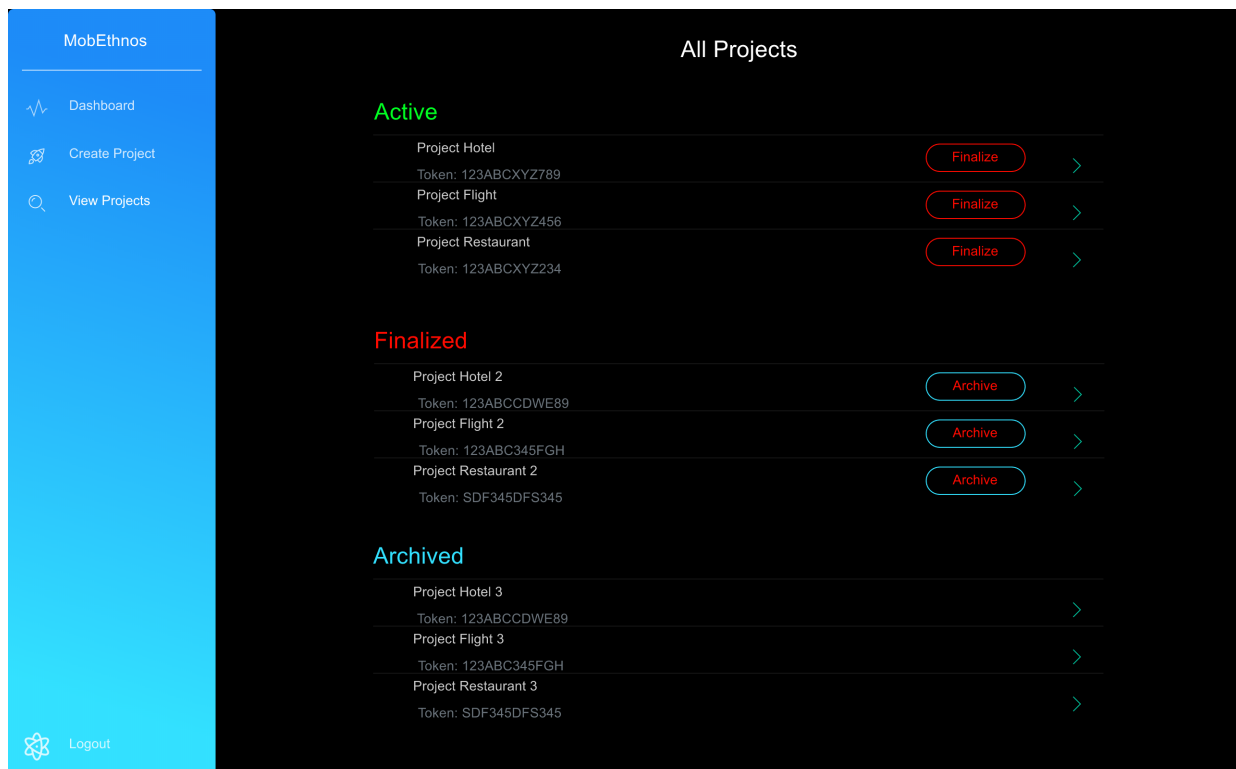 MobEthnos
Dashboard
Create Project
View Projects
Logout
All Projects
Active
Project Hotel
Token: 123ABCXYZ789
Finalize
Project Flight
Token: 123ABCXYZ456
Finalize
Project Restaurant
Token: 123ABCXYZ234
Finalize
Finalized
Project Hotel 2
Token: 123ABCCDWE89
Archive
Project Flight 2
Token: 123ABC345FGH
Archive
Project Restaurant 2
Token: SDF345DFS345
Archive
Archived
Project Hotel 3
Token: 123ABCCDWE89
Project Flight 3
Token: 123ABC345FGH
Project Restaurant 3
Token: SDF345DFS345